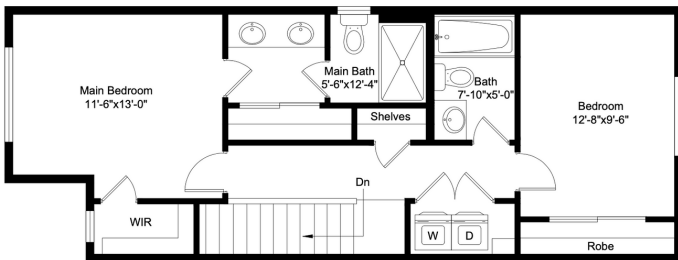 Main Bedroom
11'-6"x13'-0"
Main Bath
5'-6"x12'-4"
Shelves
Bath
7'-10"x5'-0"
Bedroom
12'-8"x9'-6"
Dn
WIR
W
D
Robe